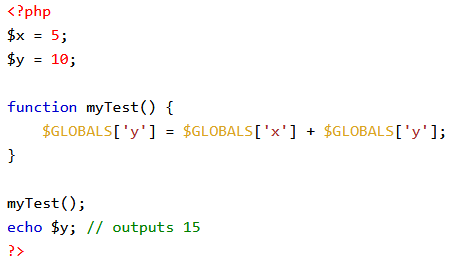 <?php
$x = 5;
$y = 10;

function myTest() {
    $GLOBALS['y'] = $GLOBALS['x'] + $GLOBALS['y'];
}

myTest();
echo $y; // outputs 15
?>